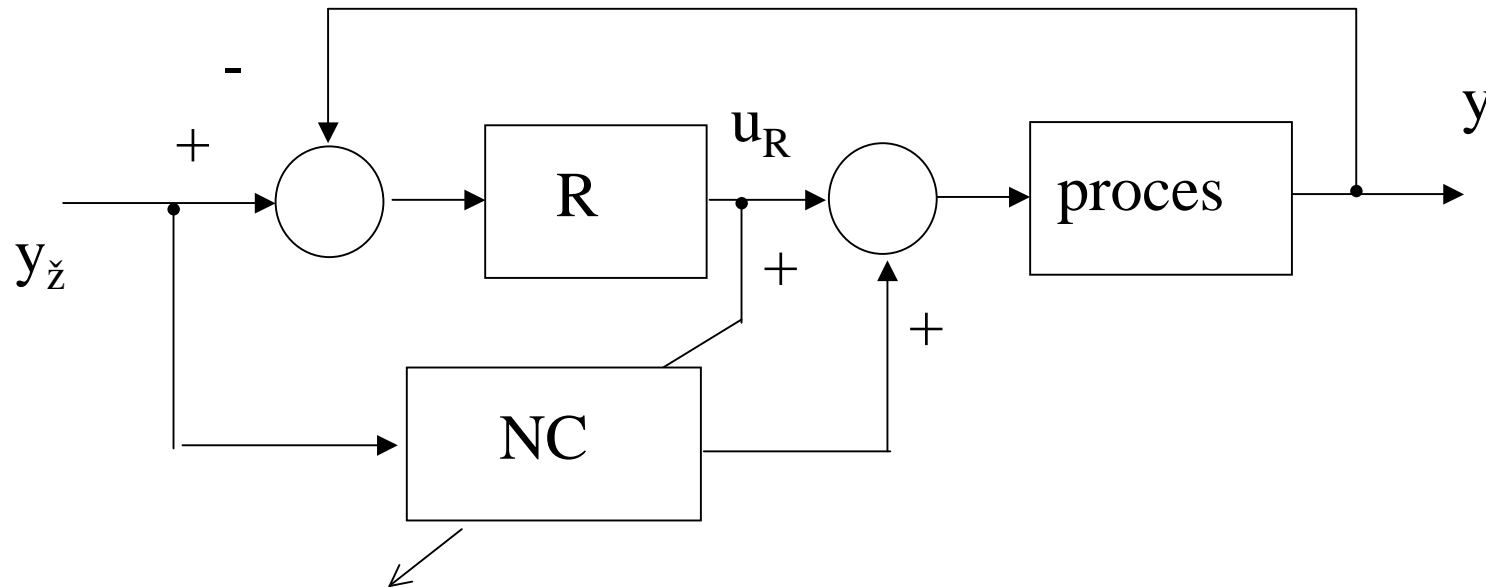 -
+
y
u_R
R
proces
y_ž
+
+
NC